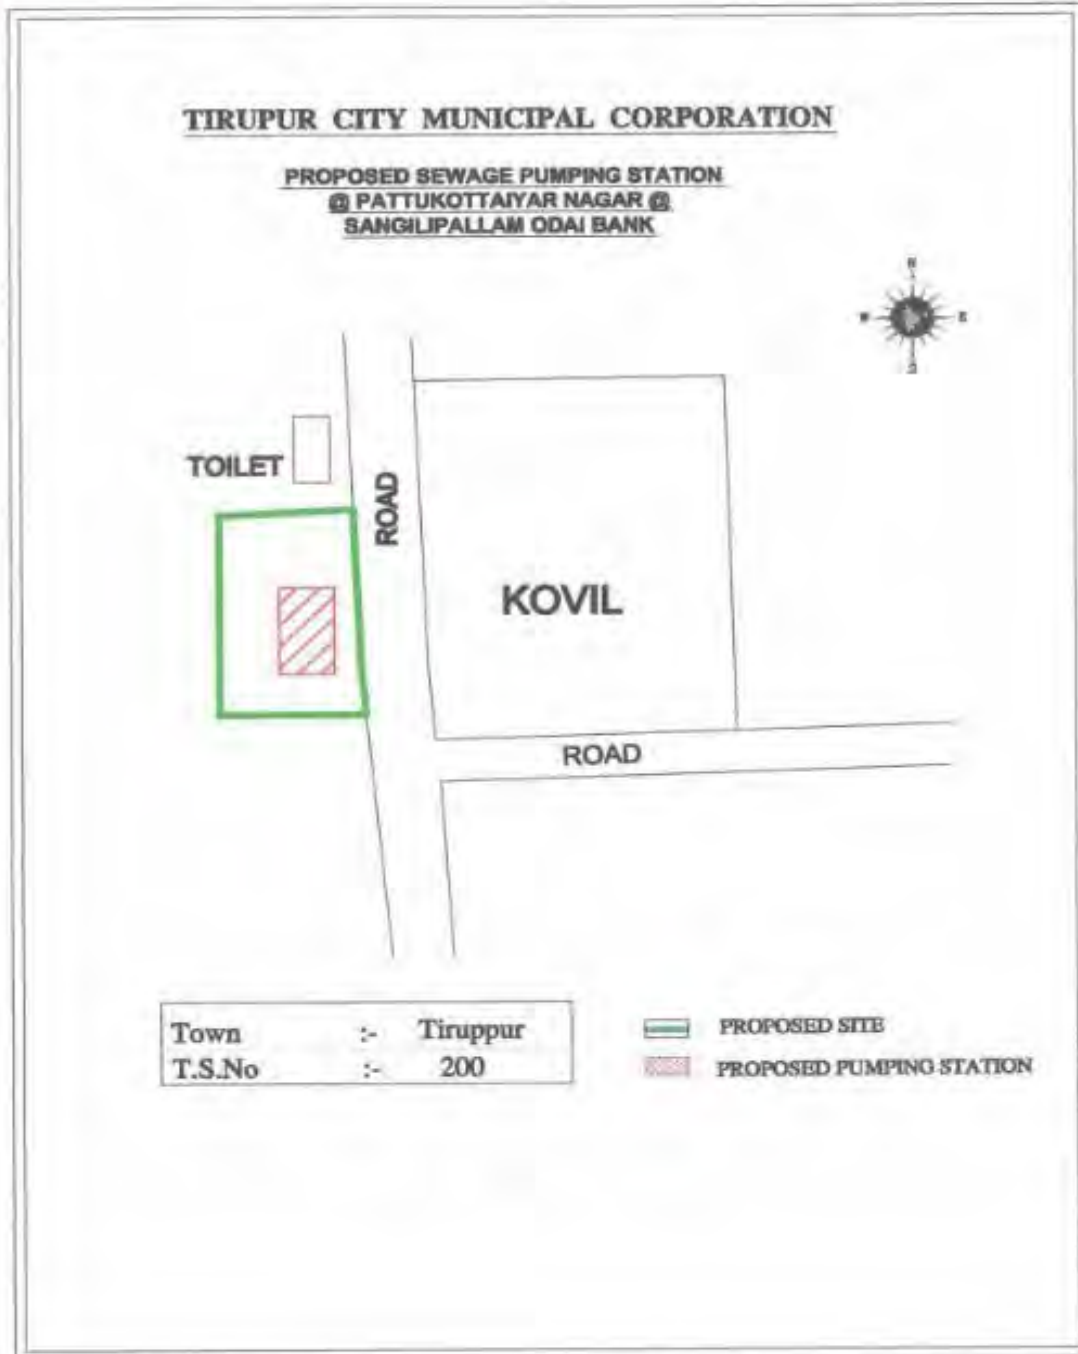 TIRUPUR CITY MUNICIPAL CORPORATION
PROPOSED SEWAGE PUMPING STATION
@ PATTUKOTTAIYAR NAGAR @
SANGILIPALLAM ODAI BANK
N
W E
S
TOILET
ROAD
KOVIL
ROAD
Town :- Tiruppur
T.S.No :- 200
PROPOSED SITE
PROPOSED PUMPING STATION